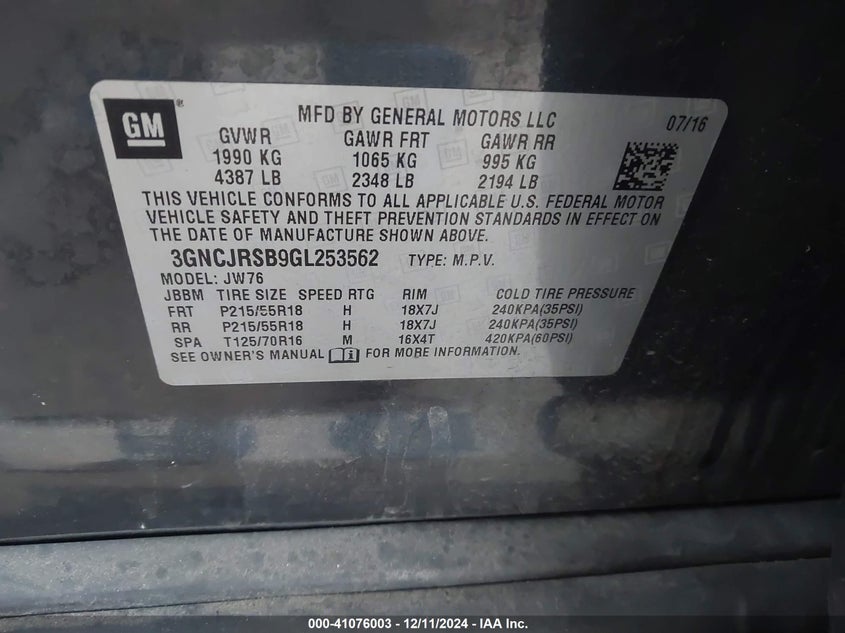 GM
MFD BY GENERAL MOTORS LLC 07/16
GVWR GAWR FRT GAWR RR
1990 KG 1065 KG 995 KG
4387 LB 2348 LB 2194 LB
THIS VEHICLE CONFORMS TO ALL APPLICABLE U.S. FEDERAL MOTOR
VEHICLE SAFETY AND THEFT PREVENTION STANDARDS IN EFFECT ON
THE DATE OF MANUFACTURE SHOWN ABOVE.
3GNCJRSB9GL253562 TYPE: M.P.V.
MODEL: JW76
JBBM TIRE SIZE SPEED RTG RIM COLD TIRE PRESSURE
FRT P215/55R18 H 18X7J 240KPA(35PSI)
RR P215/55R18 H 18X7J 240KPA(35PSI)
SPA T125/70R16 M 16X4T 420KPA(60PSI)
SEE OWNER'S MANUAL FOR MORE INFORMATION.
000-41076003 - 12/11/2024 - IAA Inc.